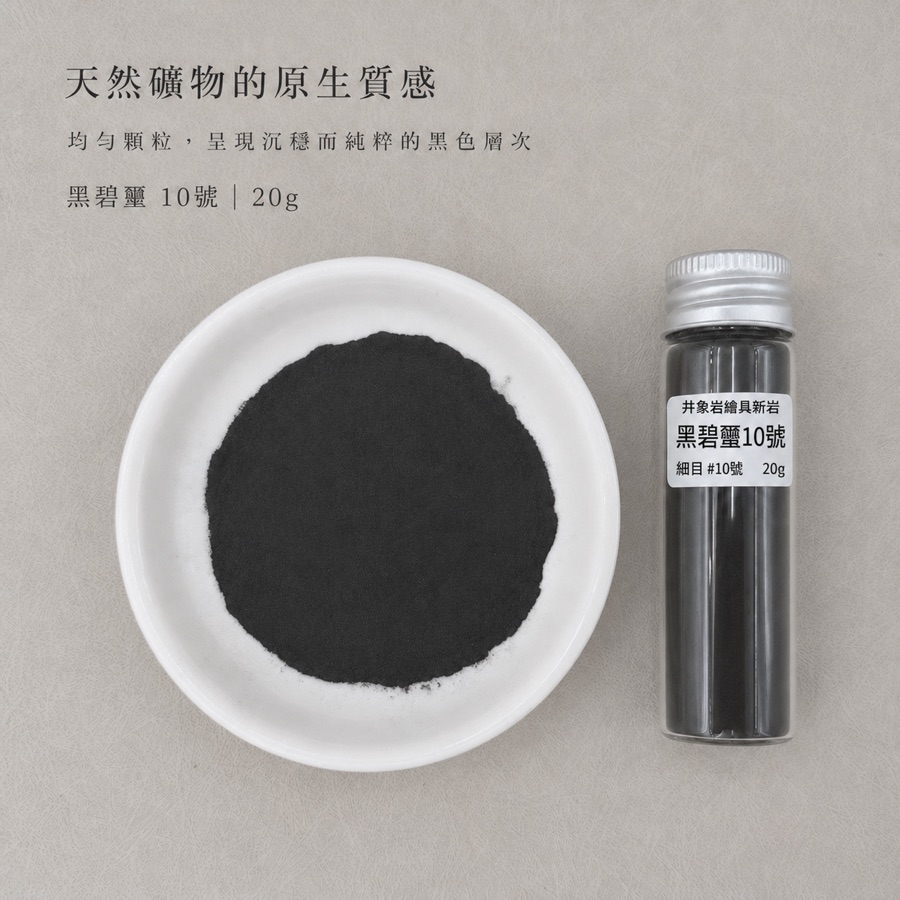 天然礦物的原生質感
均勻顆粒，呈現沉穩而純粹的黑色層次
黑碧璽 10號｜20g
井象岩繪具新岩
黑碧璽10號
細目 #10號 20g